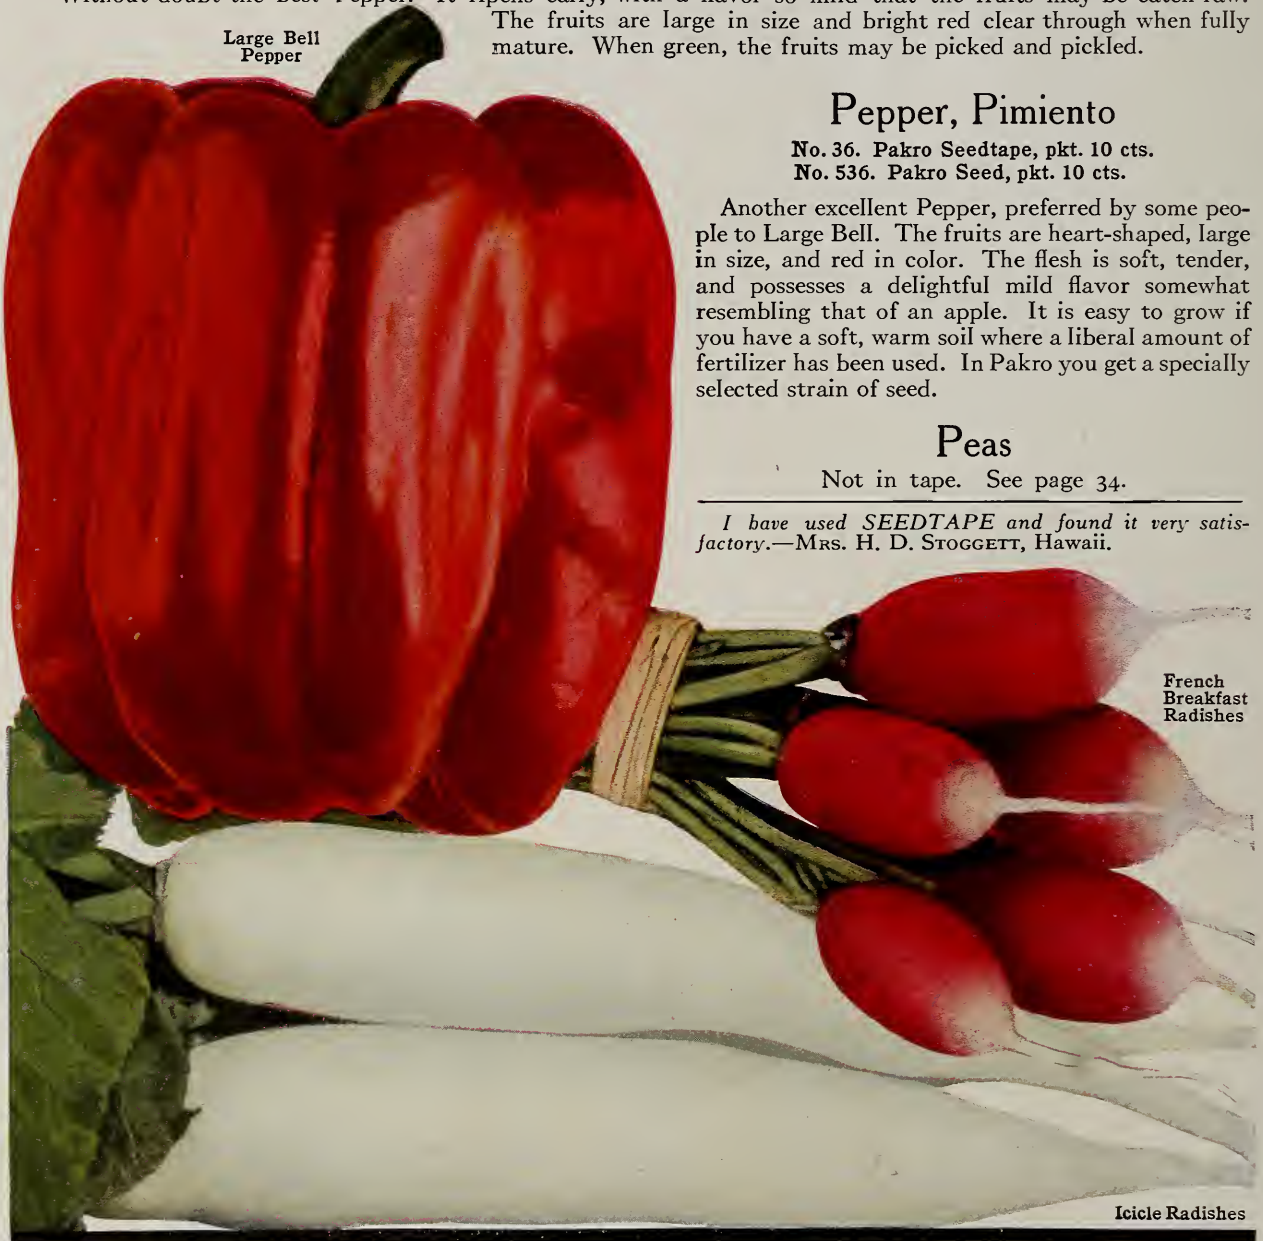 Large Bell
Pepper
The fruits are large in size and bright red clear through when fully
mature. When green, the fruits may be picked and pickled.
Pepper, Pimiento
No. 36. Pakro Seedtape, pkt. 10 cts.
No. 536. Pakro Seed, pkt. 10 cts.
Another excellent Pepper, preferred by some peo-
ple to Large Bell. The fruits are heart-shaped, large
in size, and red in color. The flesh is soft, tender,
and possesses a delightful mild flavor somewhat
resembling that of an apple. It is easy to grow if
you have a soft, warm soil where a liberal amount of
fertilizer has been used. In Pakro you get a specially
selected strain of seed.
Peas
Not in tape. See page 34.
I have used SEEDTAPE and found it very satis-
factory.—MRS. H. D. STOGGETT, Hawaii.
French
Breakfast
Radishes
Icicle Radishes